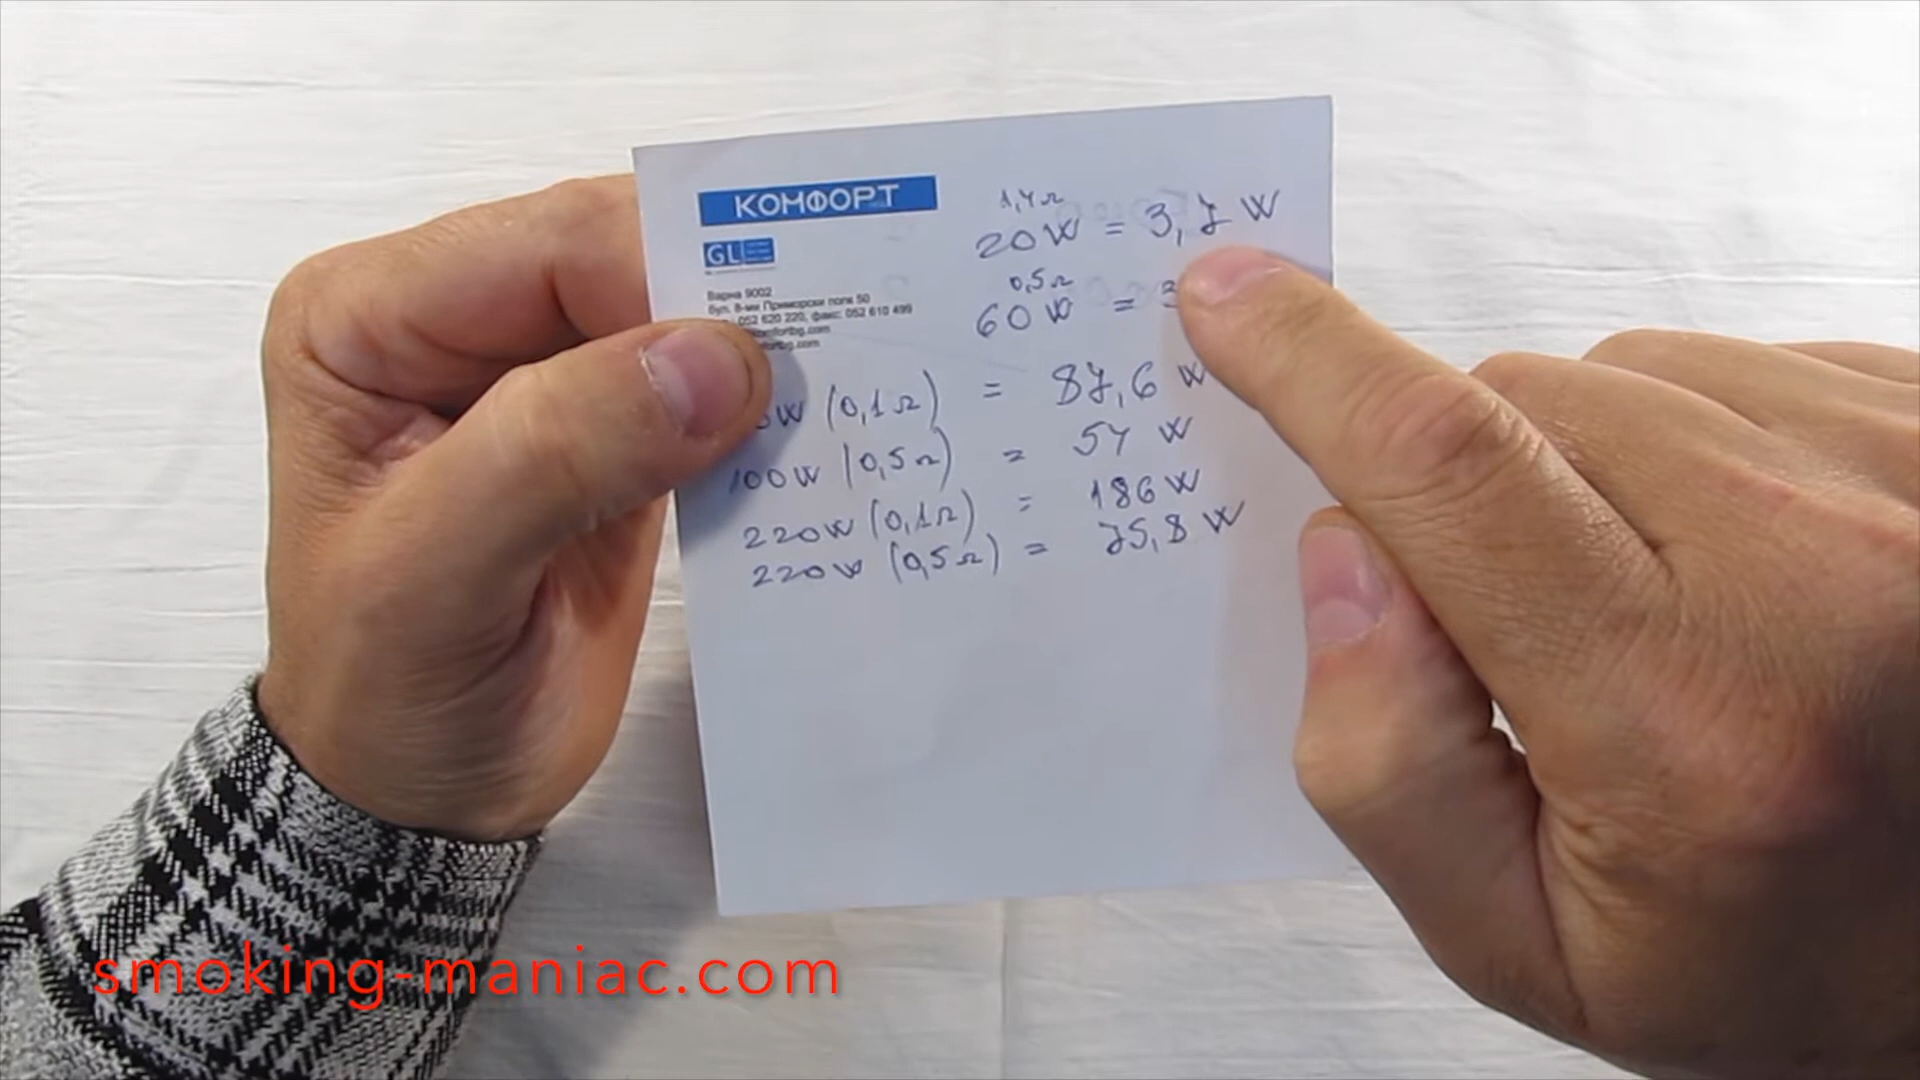 КОМФОРТ
GL
Варна 9002
бул. 8-ми Приморски полк 50
052 620 220, факс: 052 610 499
1,4Ω
20W = 3,7 W
0,5Ω
60W = 3
W (0,1Ω) = 87,6 W
100W (0,5Ω) = 54 W
220W (0,1Ω) = 186 W
220W (0,5Ω) = 75,8 W
smoking-maniac.com